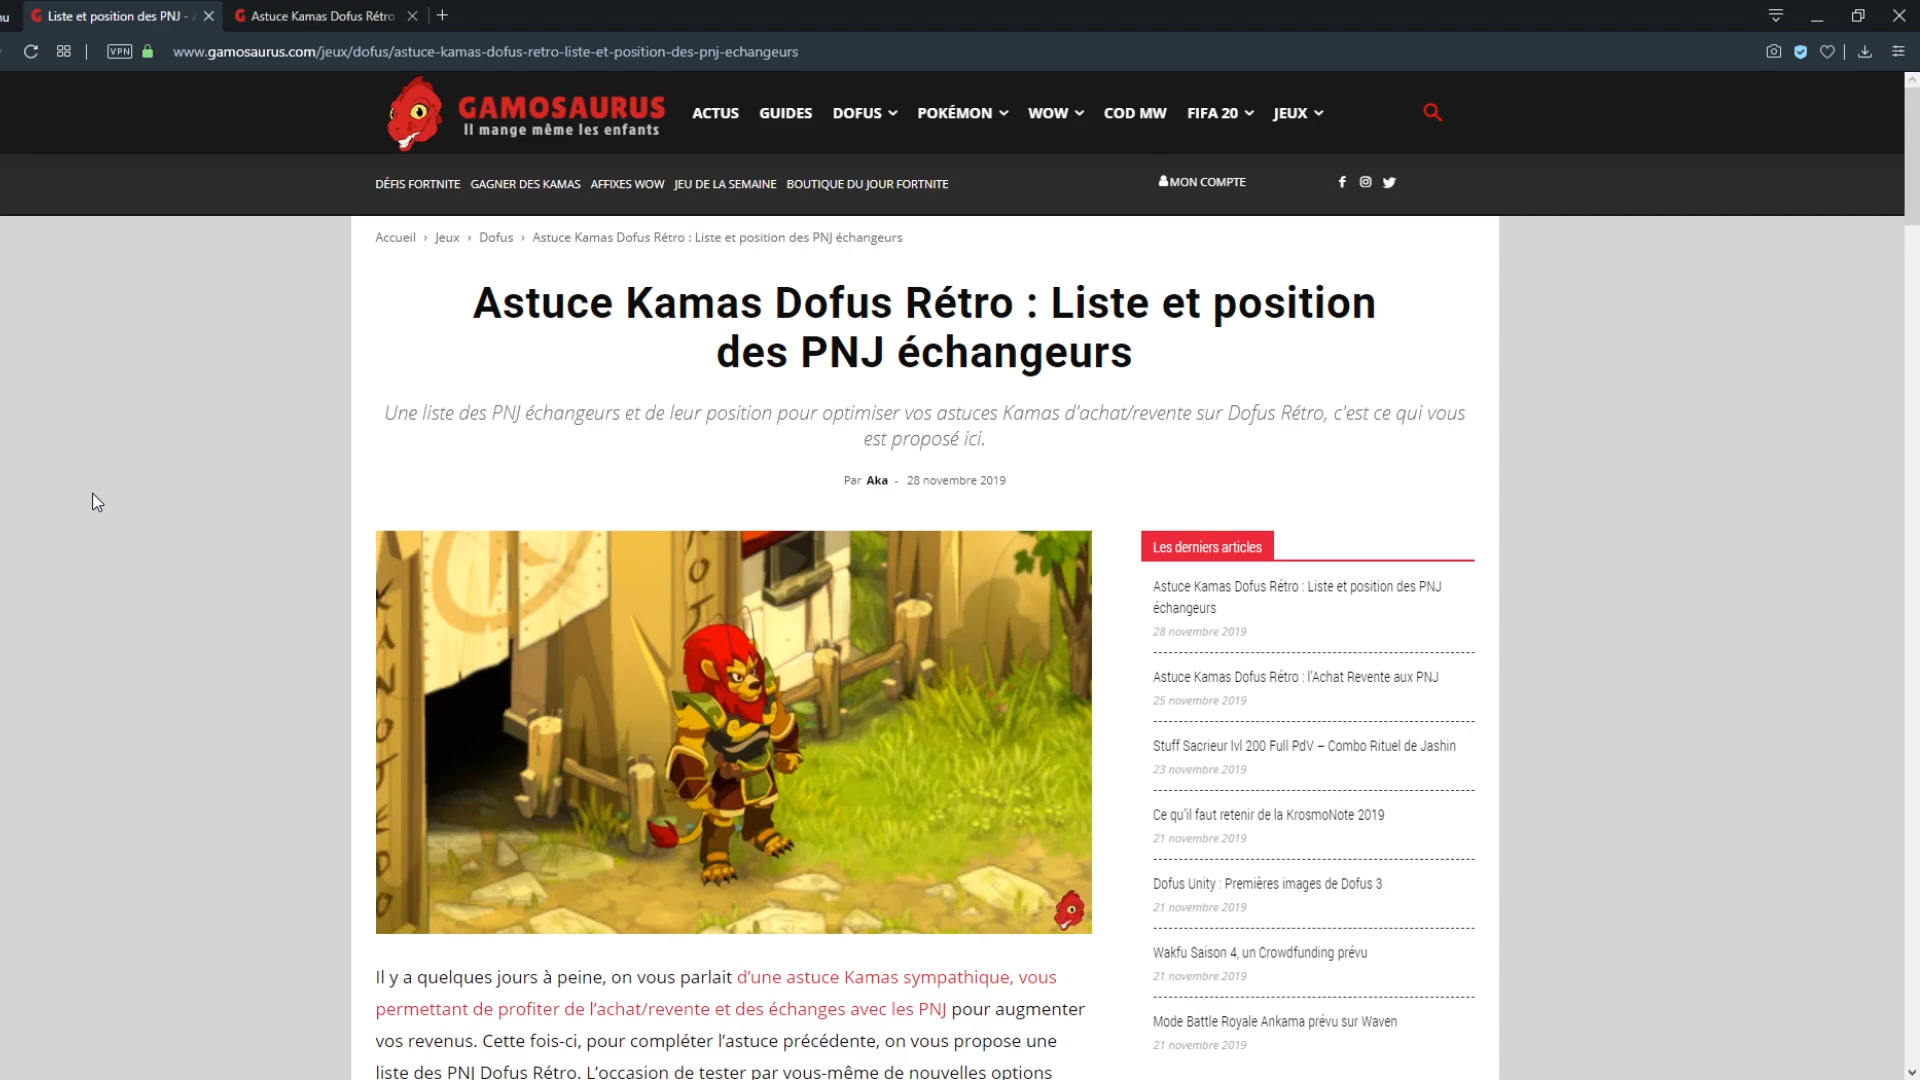 nu
Liste et position des PNJ -
Astuce Kamas Dofus Rétro
VPN
www.gamosaurus.com/jeux/dofus/astuce-kamas-dofus-retro-liste-et-position-des-pnj-echangeurs
GAMOSAURUS
Il mange même les enfants
ACTUS GUIDES DOFUS POKÉMON WOW COD MW FIFA 20 JEUX
DÉFIS FORTNITE GAGNER DES KAMAS AFFIXES WOW JEU DE LA SEMAINE BOUTIQUE DU JOUR FORTNITE
MON COMPTE
Accueil › Jeux › Dofus › Astuce Kamas Dofus Rétro : Liste et position des PNJ échangeurs
Astuce Kamas Dofus Rétro : Liste et position
des PNJ échangeurs
Une liste des PNJ échangeurs et de leur position pour optimiser vos astuces Kamas d'achat/revente sur Dofus Rétro, c'est ce qui vous
est proposé ici.
Par Aka - 28 novembre 2019
Il y a quelques jours à peine, on vous parlait d'une astuce Kamas sympathique, vous
permettant de profiter de l'achat/revente et des échanges avec les PNJ pour augmenter
vos revenus. Cette fois-ci, pour compléter l'astuce précédente, on vous propose une
liste des PNJ Dofus Rétro. L'occasion de tester par vous-même de nouvelles options
Les derniers articles
Astuce Kamas Dofus Rétro : Liste et position des PNJ
échangeurs
28 novembre 2019
Astuce Kamas Dofus Rétro : l'Achat Revente aux PNJ
25 novembre 2019
Stuff Sacrieur lvl 200 Full PdV – Combo Rituel de Jashin
23 novembre 2019
Ce qu'il faut retenir de la KrosmoNote 2019
21 novembre 2019
Dofus Unity : Premières images de Dofus 3
21 novembre 2019
Wakfu Saison 4, un Crowdfunding prévu
21 novembre 2019
Mode Battle Royale Ankama prévu sur Waven
21 novembre 2019